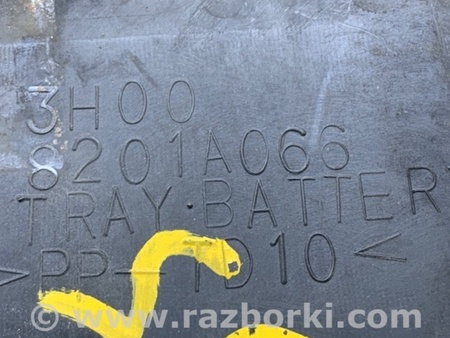 3H00
8201A066
TRAY·BATTER
>PP-TD10<
www.razborki.com